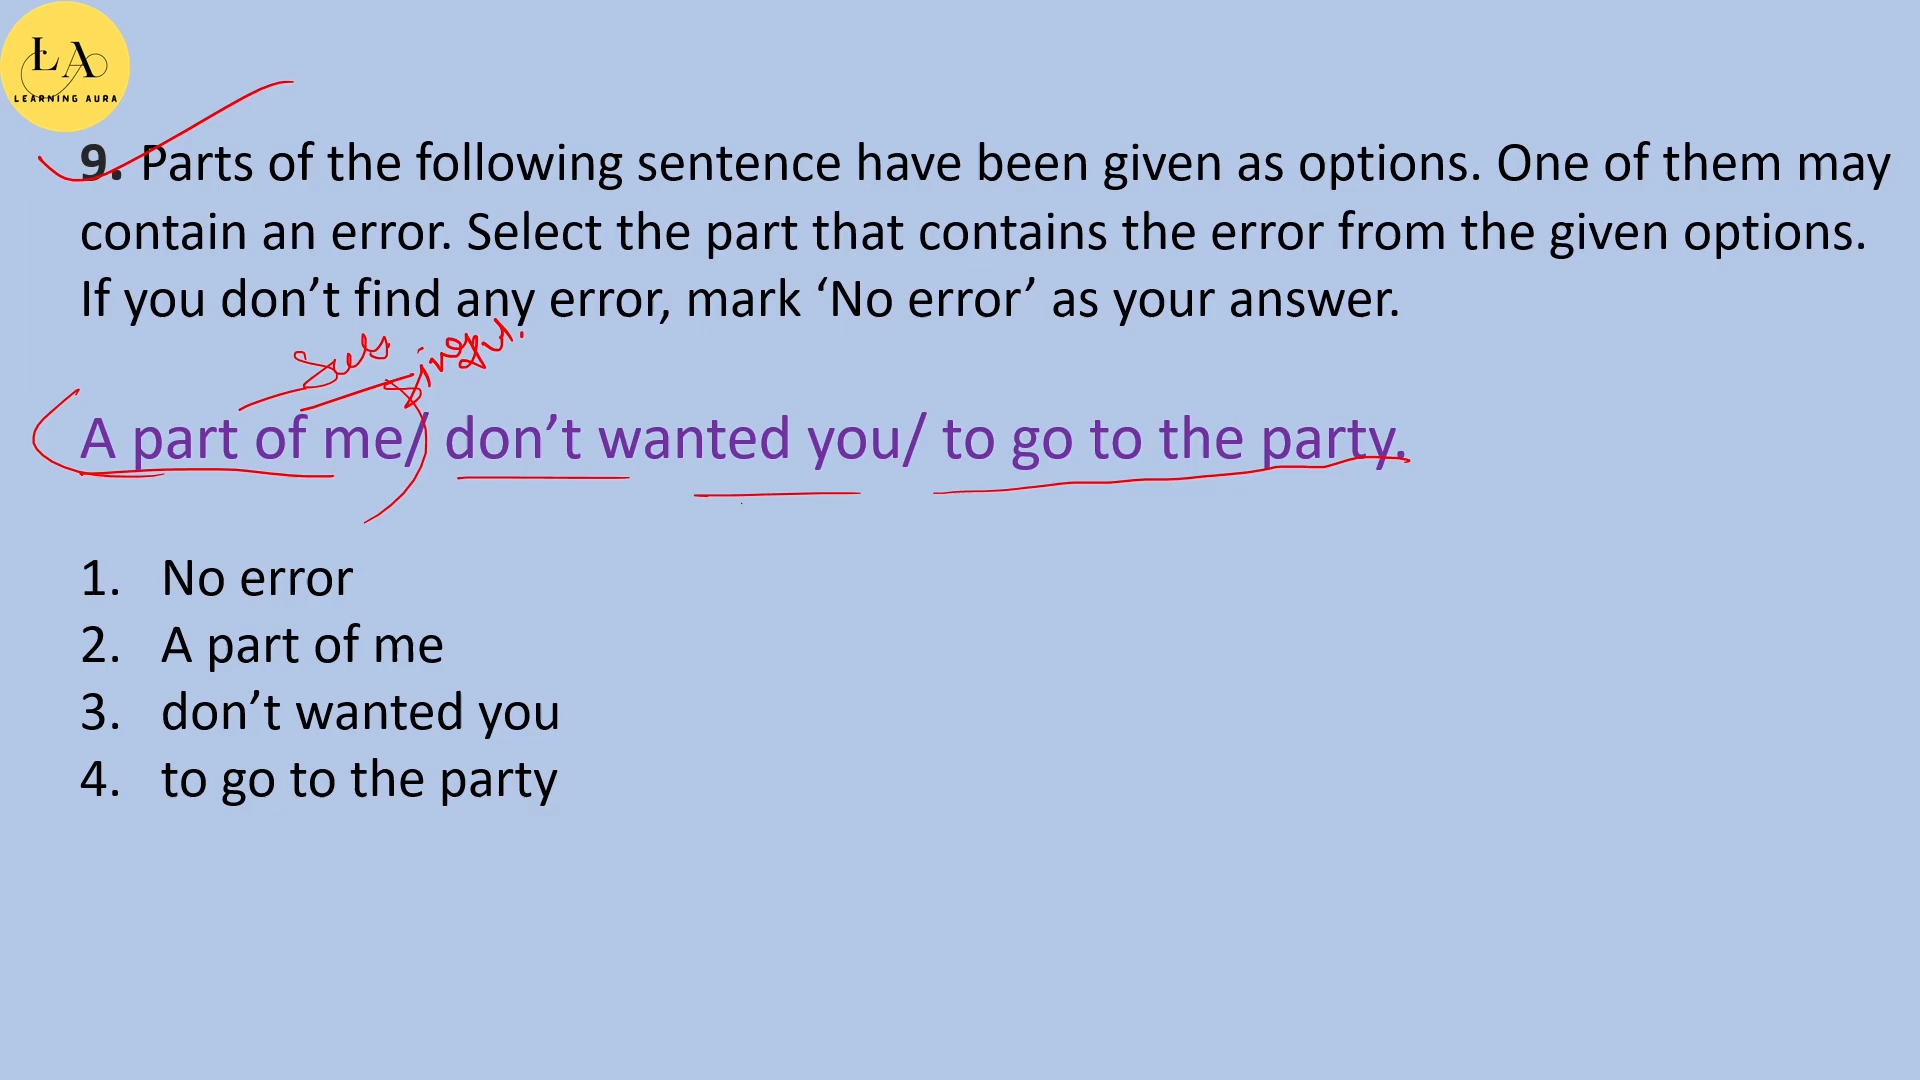 LA
LEARNING AURA
9. Parts of the following sentence have been given as options. One of them may
contain an error. Select the part that contains the error from the given options.
If you don’t find any error, mark ‘No error’ as your answer.
Sub. Singul.
A part of me/ don’t wanted you/ to go to the party.
1. No error
2. A part of me
3. don’t wanted you
4. to go to the party